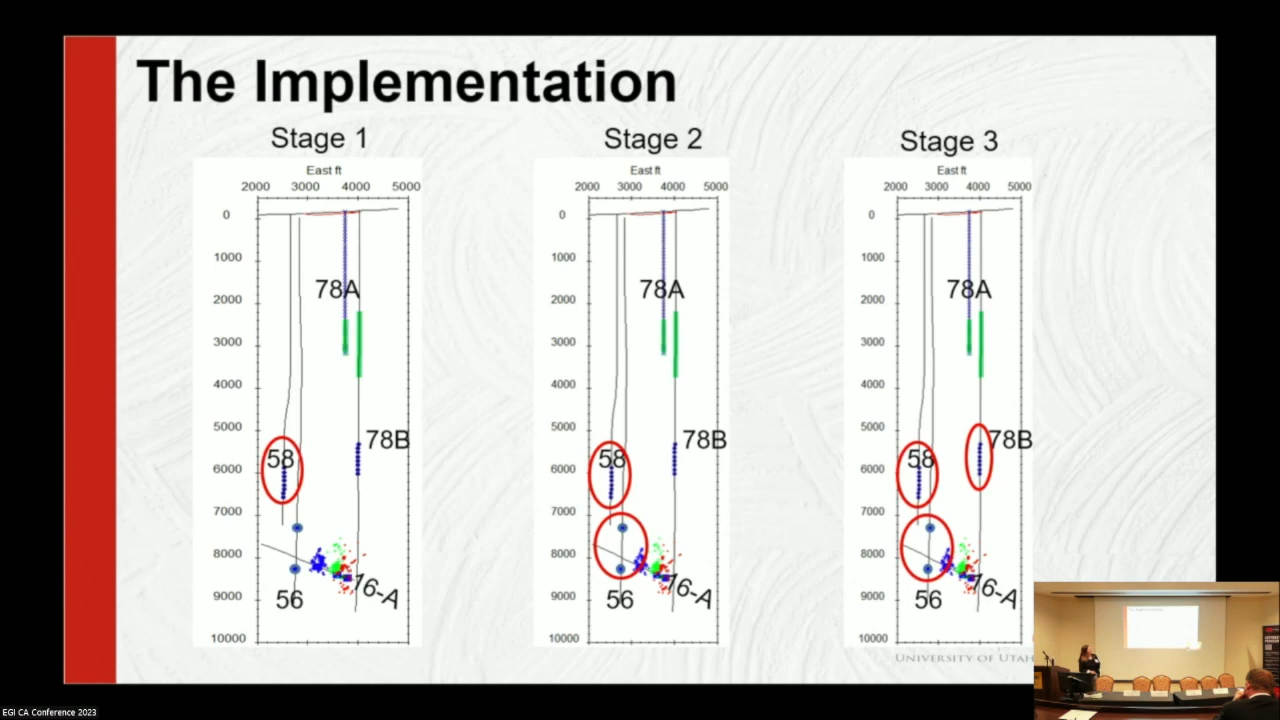 The Implementation
Stage 1
East ft
2000 3000 4000 5000
0
1000
78A
2000
3000
4000
5000
78B
58
6000
7000
8000
16-A
56
9000
10000
Stage 2
East ft
2000 3000 4000 5000
0
1000
78A
2000
3000
4000
5000
78B
58
6000
7000
8000
16-A
56
9000
10000
Stage 3
East ft
2000 3000 4000 5000
0
1000
78A
2000
3000
4000
5000
78B
58
6000
7000
8000
16-A
56
9000
10000
UNIVERSITY OF UTAH
EGI CA Conference 2023